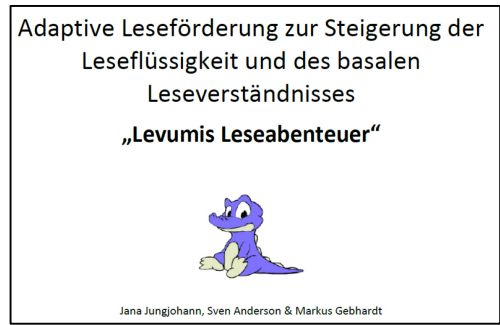 Adaptive Leseförderung zur Steigerung der
Leseflüssigkeit und des basalen
Leseverständnisses
„Levumis Leseabenteuer“
Jana Jungjohann, Sven Anderson & Markus Gebhardt